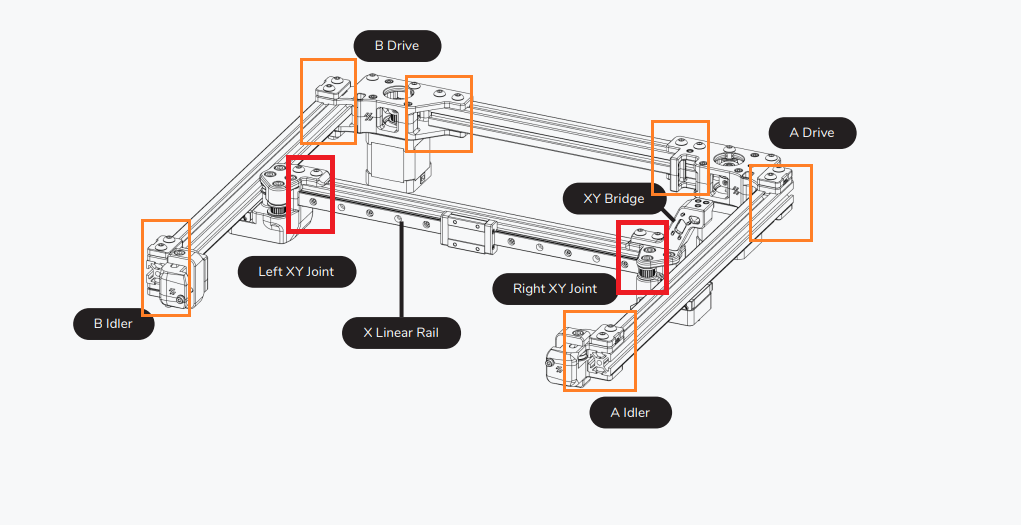 B Drive
A Drive
XY Bridge
Left XY Joint
Right XY Joint
B Idler
X Linear Rail
A Idler